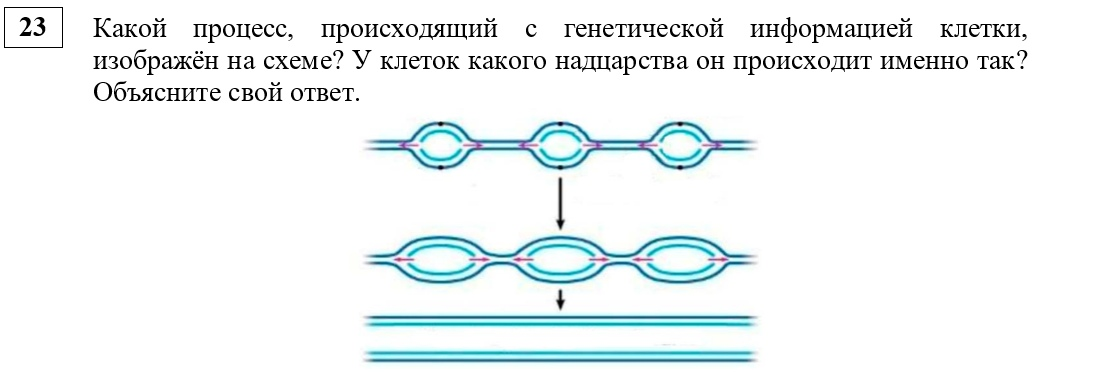 23 Какой процесс, происходящий с генетической информацией клетки,
изображён на схеме? У клеток какого надцарства он происходит именно так?
Объясните свой ответ.